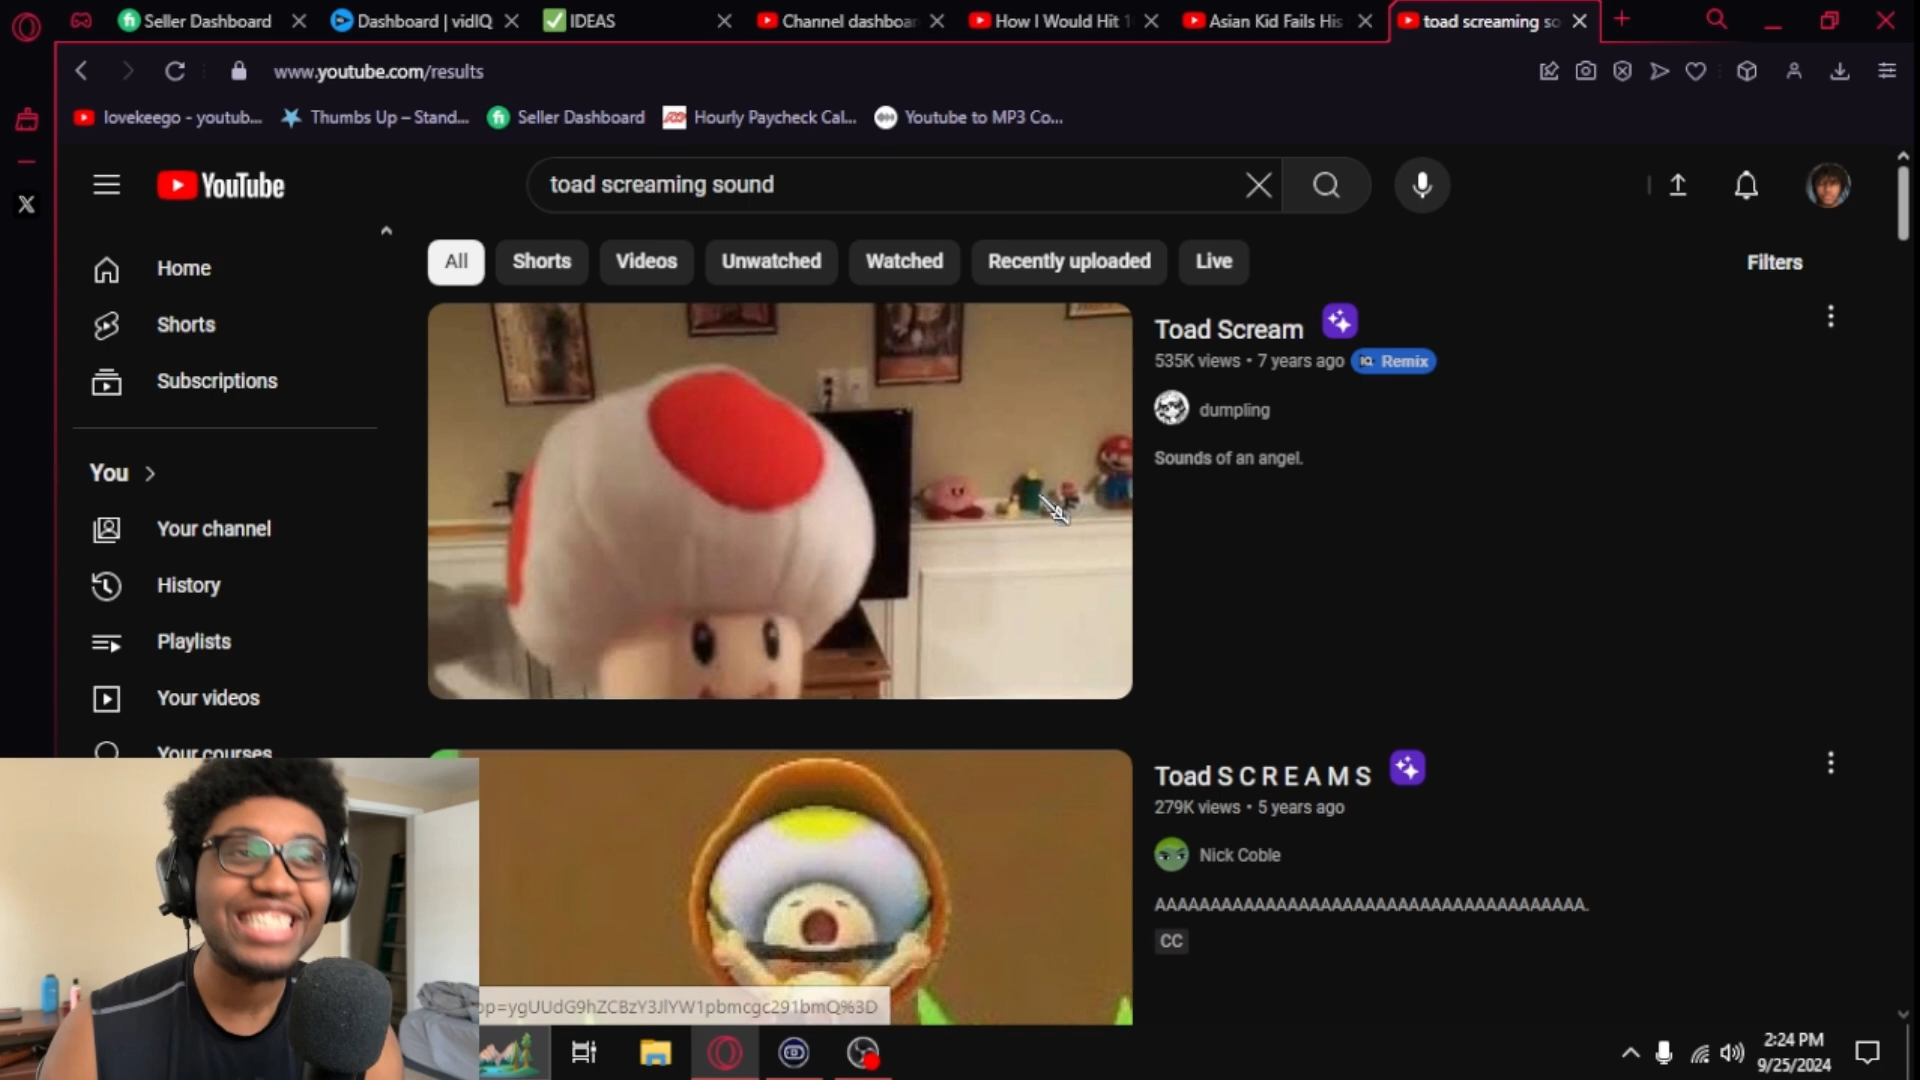 Seller Dashboard
Dashboard | vidIQ
IDEAS
Channel dashboar
How I Would Hit 1
Asian Kid Fails His
toad screaming so
www.youtube.com/results
lovekeego - youtub...
Thumbs Up – Stand...
fi Seller Dashboard
Hourly Paycheck Cal...
Youtube to MP3 Co...
YouTube
toad screaming sound
Home
Shorts
Subscriptions
You
Your channel
History
Playlists
Your videos
Your courses
All
Shorts
Videos
Unwatched
Watched
Recently uploaded
Live
Filters
Toad Scream
535K views • 7 years ago
Remix
dumpling
Sounds of an angel.
Toad S C R E A M S
279K views • 5 years ago
Nick Coble
AAAAAAAAAAAAAAAAAAAAAAAAAAAAAAAAAAAAAAA.
CC
2:24 PM
9/25/2024